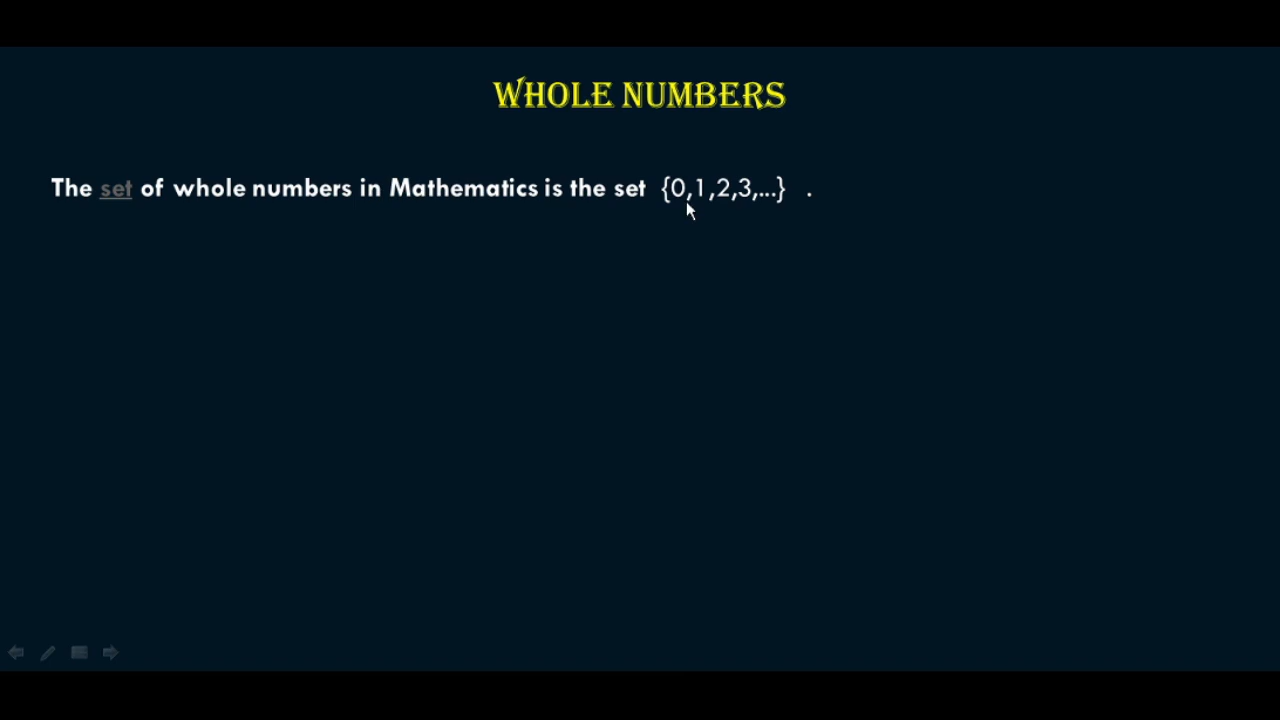 WHOLE NUMBERS
The set of whole numbers in Mathematics is the set {0,1,2,3,...} .